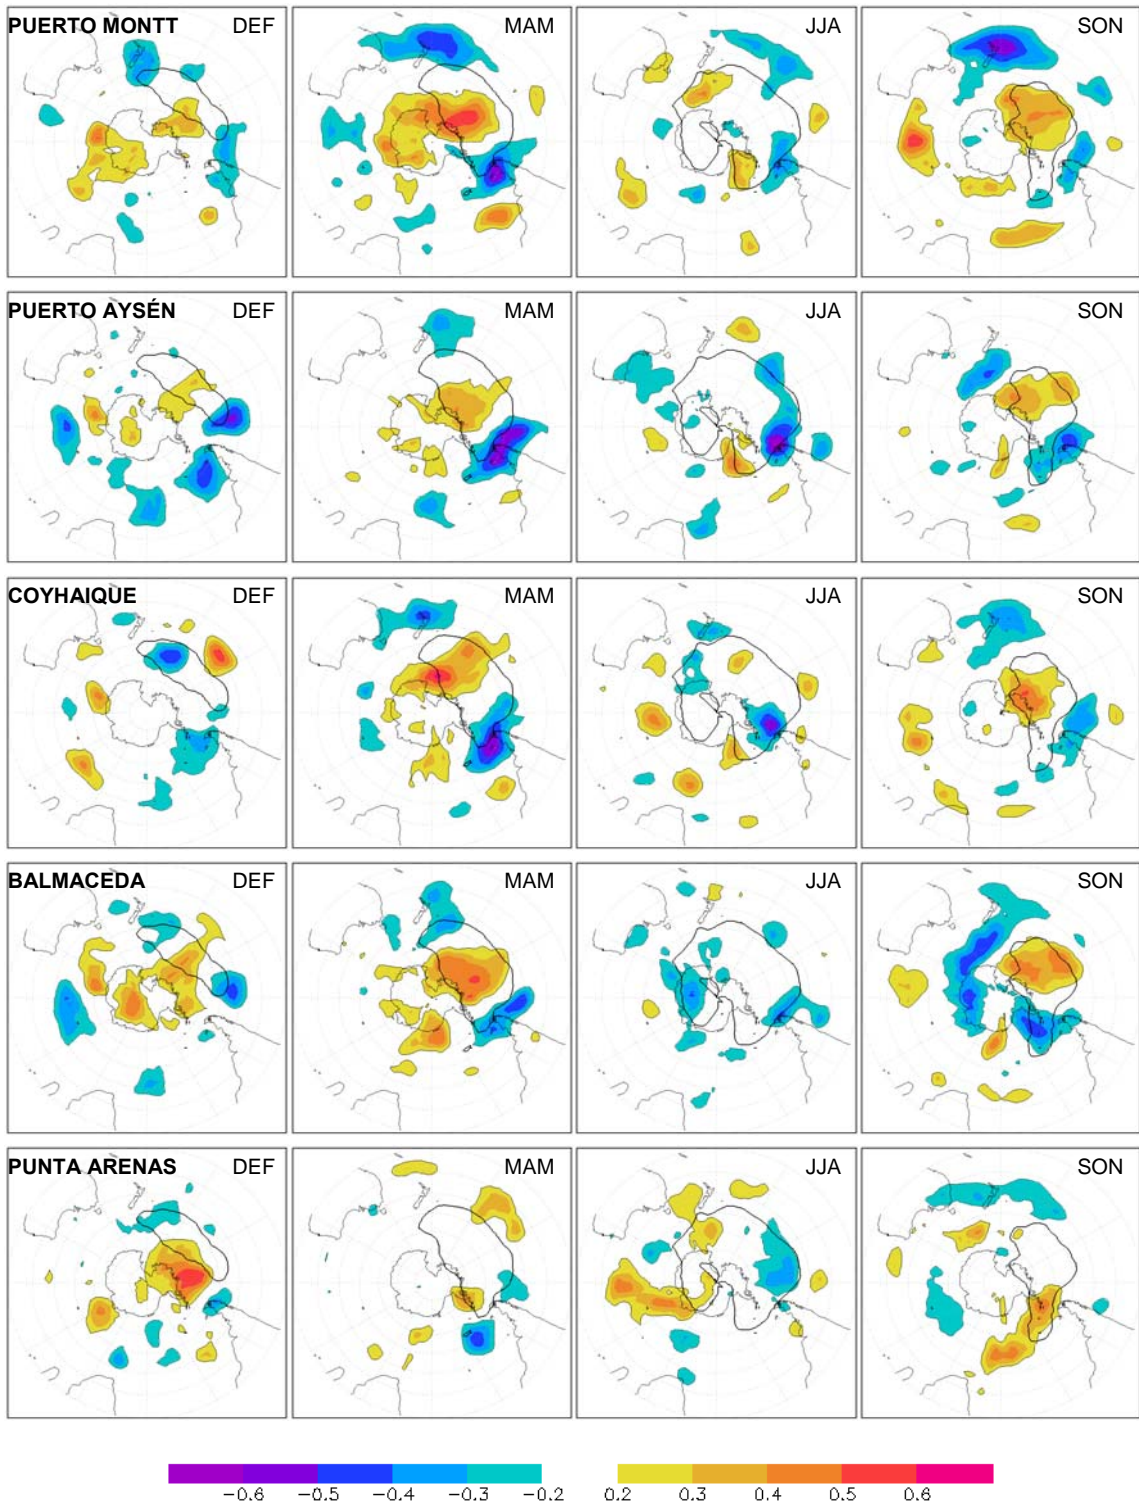 PUERTO MONTT DEF MAM JJA SON
PUERTO AYSÉN DEF MAM JJA SON
COYHAIQUE DEF MAM JJA SON
BALMACEDA DEF MAM JJA SON
PUNTA ARENAS DEF MAM JJA SON
-0.6 -0.5 -0.4 -0.3 -0.2 0.2 0.3 0.4 0.5 0.6